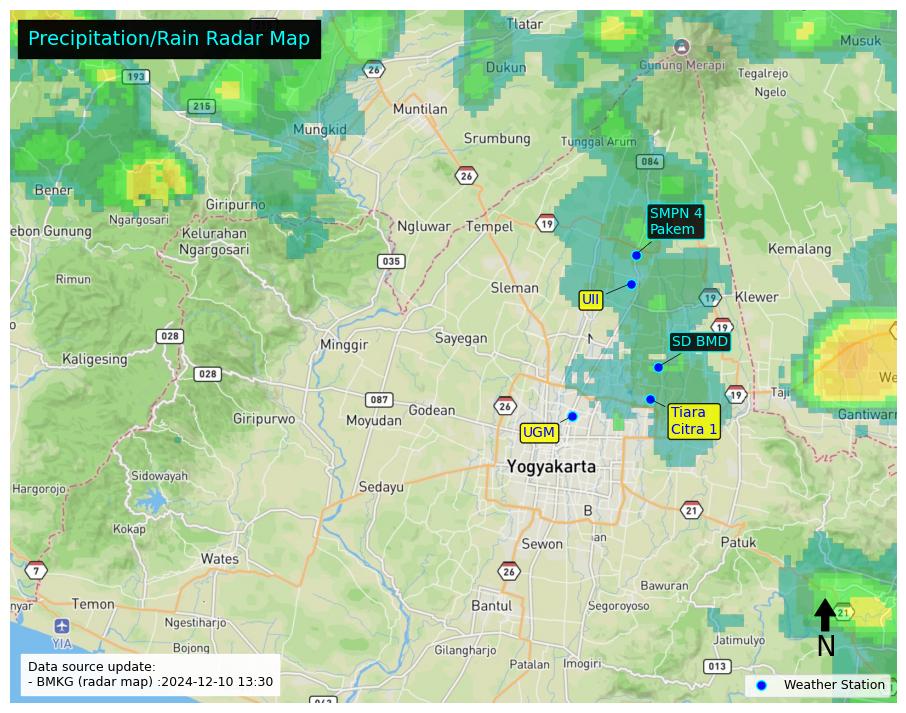 Precipitation/Rain Radar Map
Tlatar
Musuk
26
193
Dukun
Gunung Merapi
Tegalrejo
Ngelo
215
Muntilan
Mungkid
Srumbung
Tunggal Arum
084
26
Bener
Giripurno
Ngargosari
SMPN 4
Pakem
ebon Gunung
Kelurahan
Ngargosari
Ngluwar
Tempel
26
Kemalang
035
Rimun
Sleman
UII
19
Klewer
19
028
Minggir
Sayegan
N
SD BMD
Kaligesing
028
We
Taji
19
087
Godean
26
Giripurwo
Moyudan
Gantiwarn
Tiara
Citra 1
UGM
Yogyakarta
Sidowayah
Hargorojo
Sedayu
21
B
Kokap
an
Sewon
Patuk
Wates
7
26
Bawuran
nyar
Temon
Bantul
Segoroyoso
21
Ngestiharjo
YIA
Jatimulyo
N
Bojong
Gilangharjo
Patalan
Imogiri
013
Data source update:
- BMKG (radar map) :2024-12-10 13:30
Weather Station